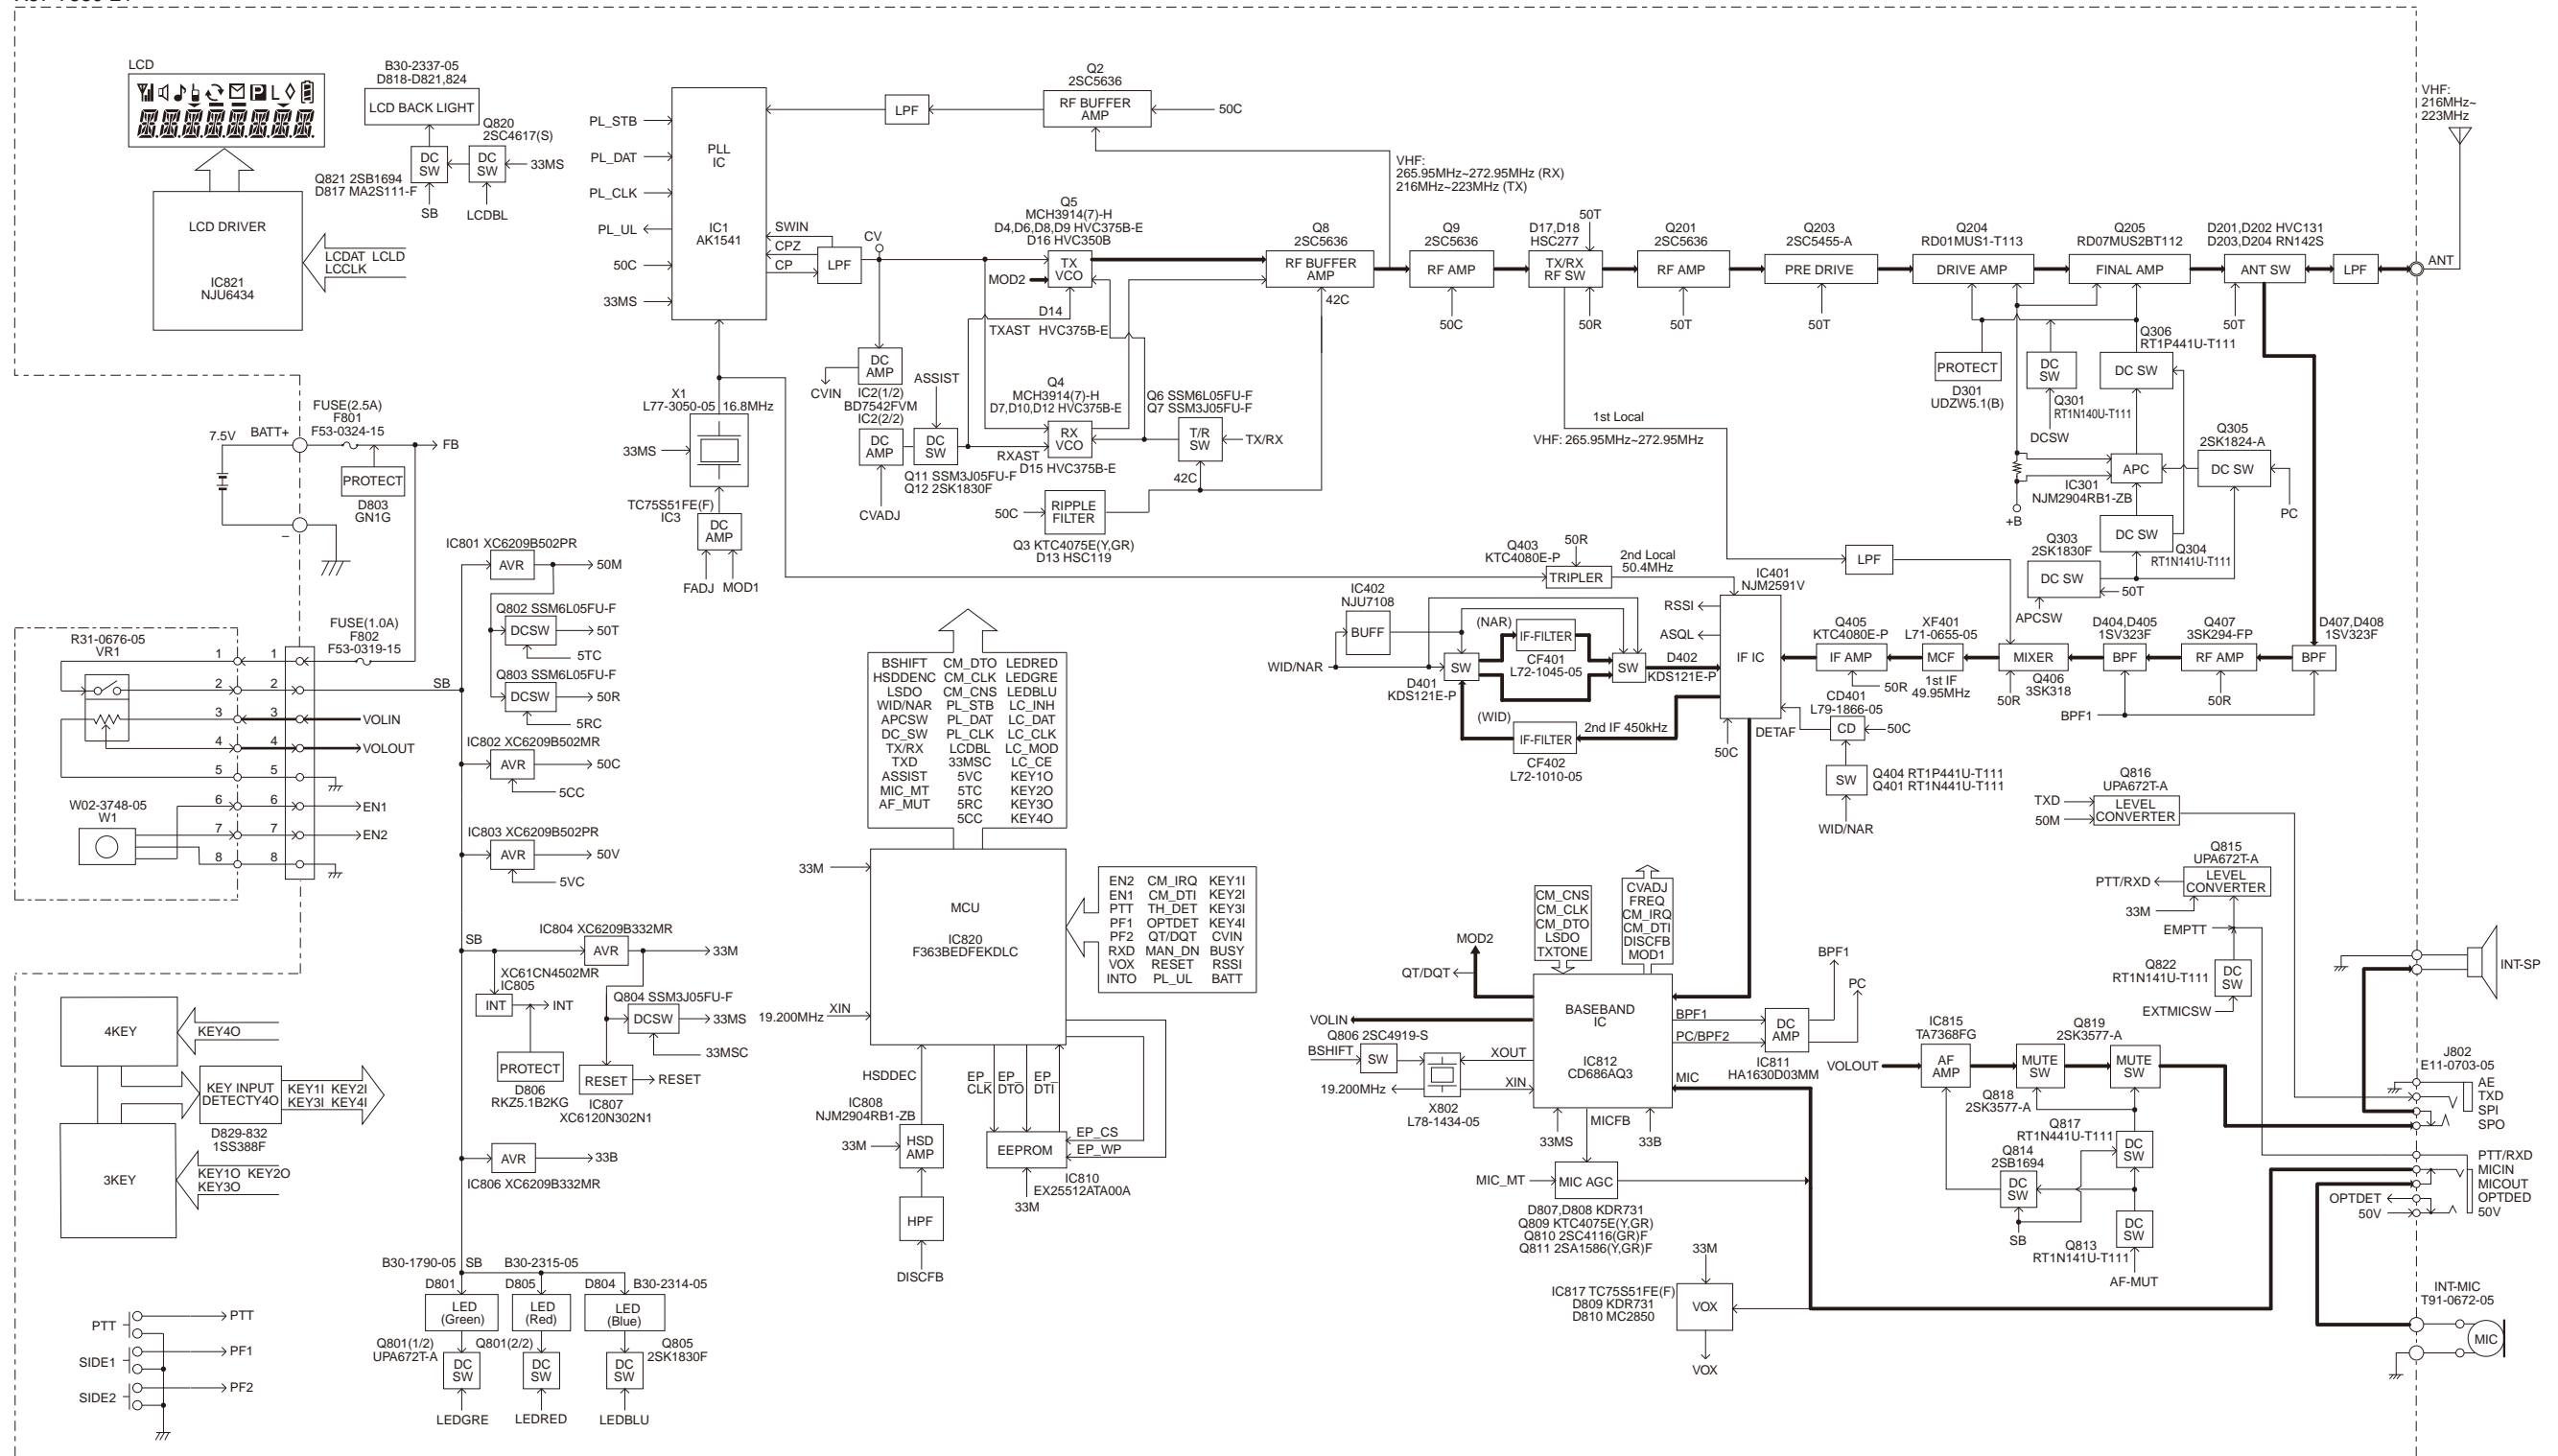 LCD
B30-2337-05
D818-D821,824
LCD BACK LIGHT
Q820
2SC4617(S)
DC
SW
DC
SW
33MS
Q821 2SB1694
D817 MA2S111-F
SB
LCDBL
LCD DRIVER
IC821
NJU6434
LCDAT LCLD
LCCLK
PL_STB
PL_DAT
PL_CLK
PL_UL
50C
33MS
PLL
IC
IC1
AK1541
SWIN
CPZ
CP
LPF
CV
LPF
Q2
2SC5636
RF BUFFER
AMP
50C
VHF:
265.95MHz~272.95MHz (RX)
216MHz~223MHz (TX)
Q5
MCH3914(7)-H
D4,D6,D8,D9 HVC375B-E
D16 HVC350B
TX
VCO
MOD2
D14
TXAST HVC375B-E
Q8
2SC5636
RF BUFFER
AMP
42C
Q9
2SC5636
RF AMP
50C
D17,D18
HSC277
50T
TX/RX
RF SW
50R
Q201
2SC5636
RF AMP
50T
Q203
2SC5455-A
PRE DRIVE
50T
Q204
RD01MUS1-T113
DRIVE AMP
Q205
RD07MUS2BT112
FINAL AMP
D201,D202 HVC131
D203,D204 RN142S
ANT SW
50T
LPF
ANT
VHF:
216MHz~
223MHz
PROTECT
D301
UDZW5.1(B)
DC
SW
Q301
RT1N140U-T111
DCSW
Q306
RT1P441U-T111
DC SW
APC
IC301
NJM2904RB1-ZB
+B
Q305
2SK1824-A
DC SW
PC
DC SW
Q304
RT1N141U-T111
Q303
2SK1830F
DC SW
50T
APCSW
DC
AMP
CVIN
IC2(1/2)
BD7542FVM
IC2(2/2)
DC
AMP
CVADJ
ASSIST
DC
SW
Q11 SSM3J05FU-F
Q12 2SK1830F
Q4
MCH3914(7)-H
D7,D10,D12 HVC375B-E
RX
VCO
RXAST
D15 HVC375B-E
Q6 SSM6L05FU-F
Q7 SSM3J05FU-F
T/R
SW
TX/RX
42C
50C
RIPPLE
FILTER
Q3 KTC4075E(Y,GR)
D13 HSC119
X1
L77-3050-05 16.8MHz
33MS
TC75S51FE(F)
IC3
DC
AMP
FADJ MOD1
1st Local
VHF: 265.95MHz~272.95MHz
LPF
Q403
KTC4080E-P
50R
TRIPLER
2nd Local
50.4MHz
IC401
NJM2591V
RSSI
ASQL
IF IC
50C
DETAF
IC402
NJU7108
BUFF
WID/NAR
SW
D401
KDS121E-P
(NAR)
IF-FILTER
CF401
L72-1045-05
SW
D402
KDS121E-P
(WID)
IF-FILTER
2nd IF 450kHz
CF402
L72-1010-05
Q405
KTC4080E-P
IF AMP
50R
XF401
L71-0655-05
MCF
1st IF
49.95MHz
MIXER
Q406
3SK318
50R
D404,D405
1SV323F
BPF
BPF1
Q407
3SK294-FP
RF AMP
50R
D407,D408
1SV323F
BPF
CD401
L79-1866-05
CD
50C
SW
Q404 RT1P441U-T111
Q401 RT1N441U-T111
WID/NAR
7.5V
BATT+
−
FUSE(2.5A)
F801
F53-0324-15
FB
PROTECT
D803
GN1G
FUSE(1.0A)
F802
F53-0319-15
R31-0676-05
VR1
W02-3748-05
W1
1 1
2 2
3 3
4 4
5 5
6 6
7 7
8 8
SB
VOLIN
VOLOUT
EN1
EN2
IC801 XC6209B502PR
AVR
50M
Q802 SSM6L05FU-F
DCSW
50T
5TC
Q803 SSM6L05FU-F
DCSW
50R
5RC
IC802 XC6209B502MR
AVR
50C
5CC
IC803 XC6209B502PR
AVR
50V
5VC
SB
IC804 XC6209B332MR
AVR
33M
XC61CN4502MR
IC805
INT
INT
PROTECT
D806
RKZ5.1B2KG
Q804 SSM3J05FU-F
DCSW
33MS
33MSC
RESET
RESET
IC807
XC6120N302N1
AVR
33B
IC806 XC6209B332MR
B30-1790-05
SB
B30-2315-05
D801
D805
D804
B30-2314-05
LED
(Green)
LED
(Red)
LED
(Blue)
Q801(1/2)
UPA672T-A
Q801(2/2)
Q805
2SK1830F
DC
SW
DC
SW
DC
SW
LEDGRE
LEDRED
LEDBLU
4KEY
KEY4O
KEY INPUT
DETECTY4O
KEY1I KEY2I
KEY3I KEY4I
D829-832
1SS388F
3KEY
KEY1O KEY2O
KEY3O
PTT
PTT
SIDE1
PF1
SIDE2
PF2
BSHIFT CM_DTO LEDRED
HSDDENC CM_CLK LEDGRE
LSDO CM_CNS LEDBLU
WID/NAR PL_STB LC_INH
APCSW PL_DAT LC_DAT
DC_SW PL_CLK LC_CLK
TX/RX LCDBL LC_MOD
TXD 33MSC LC_CE
ASSIST 5VC KEY1O
MIC_MT 5TC KEY2O
AF_MUT 5RC KEY3O
5CC KEY4O
33M
MCU
IC820
F363BEDFEKDLC
19.200MHz
XIN
EN2 CM_IRQ KEY1I
EN1 CM_DTI KEY2I
PTT TH_DET KEY3I
PF1 OPTDET KEY4I
PF2 QT/DQT CVIN
RXD MAN_DN BUSY
VOX RESET RSSI
INTO PL_UL BATT
HSDDEC
EP_
CLK
EP_
DTO
EP_
DTI
IC808
NJM2904RB1-ZB
33M
HSD
AMP
HPF
DISCFB
EEPROM
EP_CS
EP_WP
IC810
EX25512ATA00A
33M
CM_CNS
CM_CLK
CM_DTO
LSDO
TXTONE
CVADJ
FREQ
CM_IRQ
CM_DTI
DISCFB
MOD1
MOD2
QT/DQT
VOLIN
BASEBAND
IC
IC812
CD686AQ3
BPF1
PC/BPF2
MIC
DC
AMP
BPF1
PC
IC811
HA1630D03MM
Q806 2SC4919-S
BSHIFT
SW
XOUT
XIN
19.200MHz
X802
L78-1434-05
33MS
MICFB
33B
MIC_MT
MIC AGC
D807,D808 KDR731
Q809 KTC4075E(Y,GR)
Q810 2SC4116(GR)F
Q811 2SA1586(Y,GR)F
33M
IC817 TC75S51FE(F)
D809 KDR731
D810 MC2850
VOX
VOX
Q816
UPA672T-A
TXD
50M
LEVEL
CONVERTER
Q815
UPA672T-A
PTT/RXD
LEVEL
CONVERTER
33M
EMPTT
Q822
RT1N141U-T111
DC
SW
EXTMICSW
VOLOUT
IC815
TA7368FG
AF
AMP
MUTE
SW
Q818
2SK3577-A
Q819
2SK3577-A
MUTE
SW
Q817
RT1N441U-T111
DC
SW
Q814
2SB1694
DC
SW
SB
DC
SW
Q813
RT1N141U-T111
AF-MUT
INT-SP
J802
E11-0703-05
AE
TXD
SPI
SPO
PTT/RXD
MICIN
MICOUT
OPTDET
OPTDED
50V
50V
INT-MIC
T91-0672-05
MIC